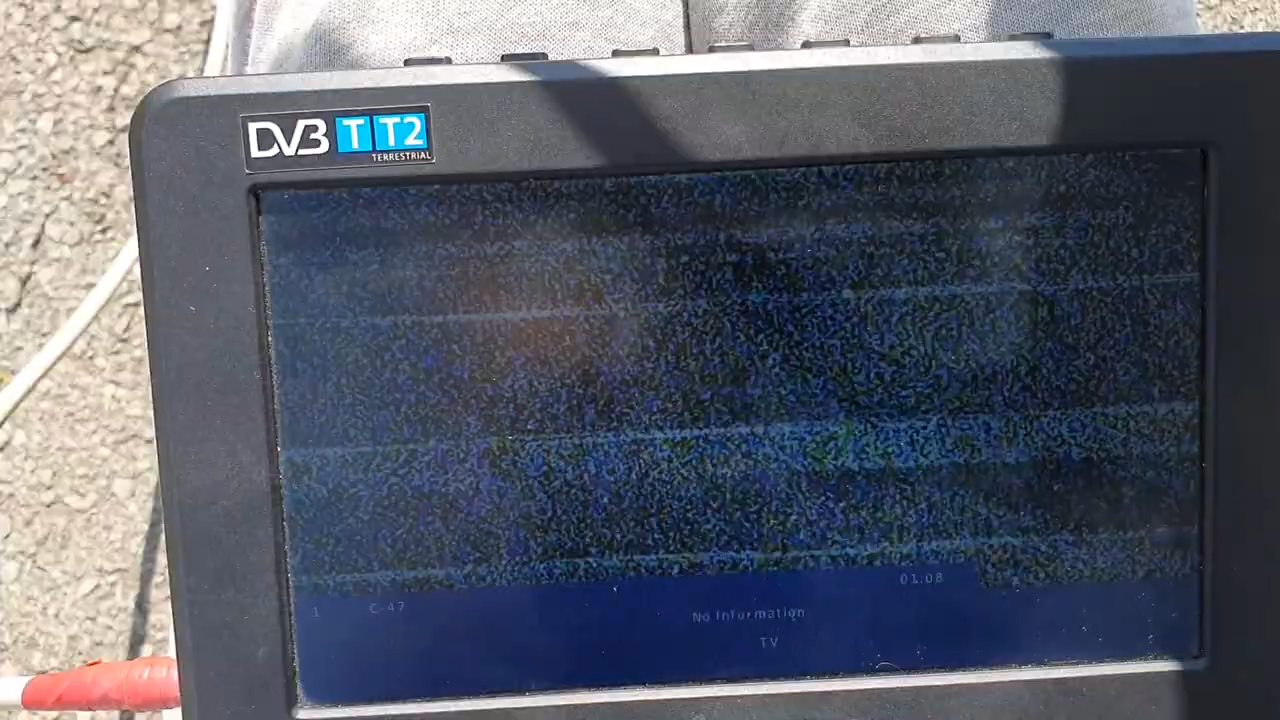 DVB T T2
TERRESTRIAL
01:08
1 C-47
No Information
TV